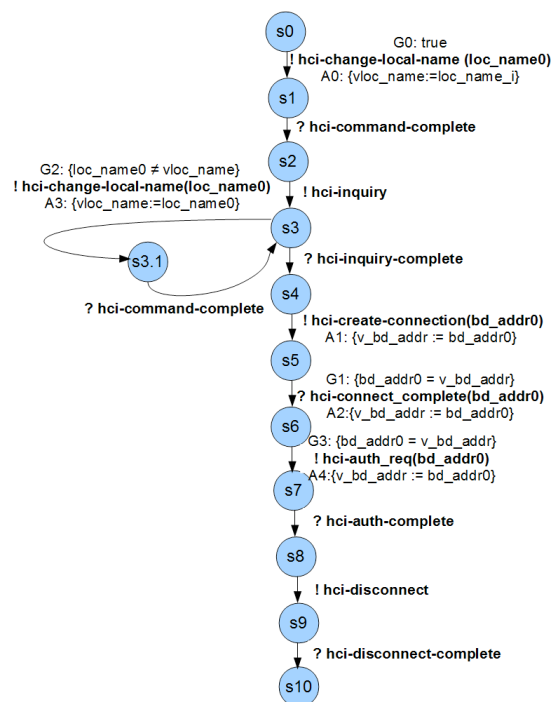 s0
G0: true
! hci-change-local-name (loc_name0)
A0: {vloc_name:=loc_name_i}
s1
? hci-command-complete
s2
G2: {loc_name0 ≠ vloc_name}
! hci-change-local-name(loc_name0)
A3: {vloc_name:=loc_name0}
! hci-inquiry
s3
s3.1
? hci-inquiry-complete
? hci-command-complete
s4
! hci-create-connection(bd_addr0)
A1: {v_bd_addr := bd_addr0}
s5
G1: {bd_addr0 = v_bd_addr}
? hci-connect_complete(bd_addr0)
A2:{v_bd_addr := bd_addr0}
s6
G3: {bd_addr0 = v_bd_addr}
! hci-auth_req(bd_addr0)
A4:{v_bd_addr := bd_addr0}
s7
? hci-auth-complete
s8
! hci-disconnect
s9
? hci-disconnect-complete
s10